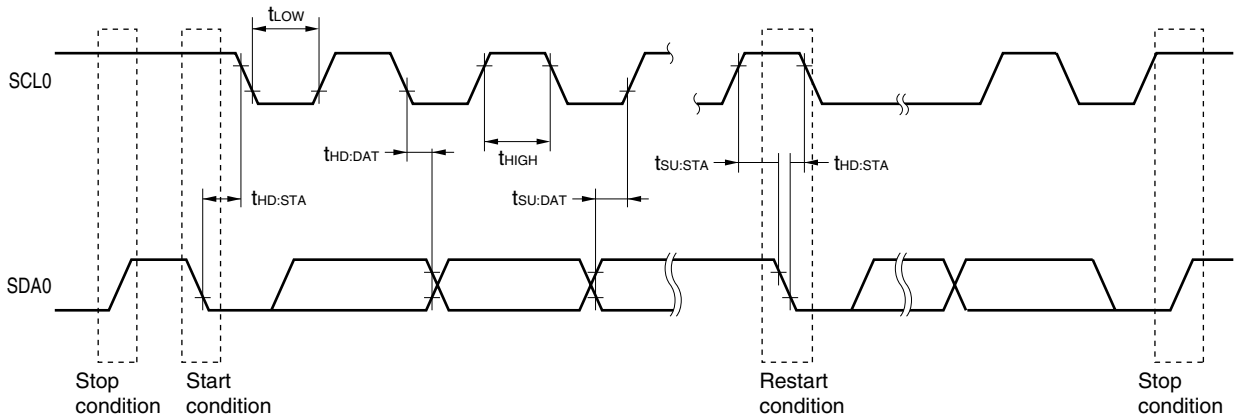 tLOW
SCL0
tHD:DAT
tHIGH
tSU:STA
tHD:STA
tHD:STA
tSU:DAT
SDA0
Stop
condition
Start
condition
Restart
condition
Stop
condition